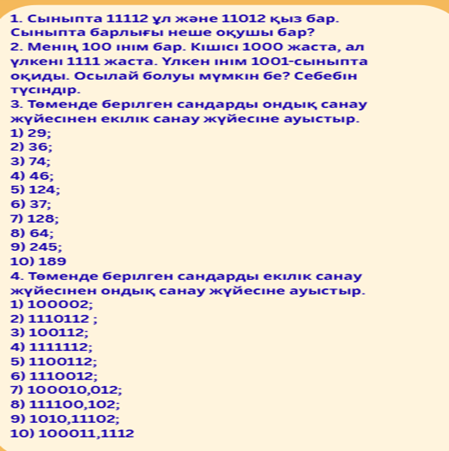 1. Сыныпта 11112 ұл және 11012 қыз бар.
Сыныпта барлығы неше оқушы бар?
2. Менің 100 інім бар. Кішісі 1000 жаста, ал
үлкені 1111 жаста. Үлкен інім 1001-сыныпта
оқиды. Осылай болуы мүмкін бе? Себебін
түсіндір.
3. Төменде берілген сандарды ондық санау
жүйесінен екілік санау жүйесіне ауыстыр.
1) 29;
2) 36;
3) 74;
4) 46;
5) 124;
6) 37;
7) 128;
8) 64;
9) 245;
10) 189
4. Төменде берілген сандарды екілік санау
жүйесінен ондық санау жүйесіне ауыстыр.
1) 100002;
2) 1110112 ;
3) 100112;
4) 1111112;
5) 1100112;
6) 1110012;
7) 100010,012;
8) 111100,102;
9) 1010,11102;
10) 100011,1112